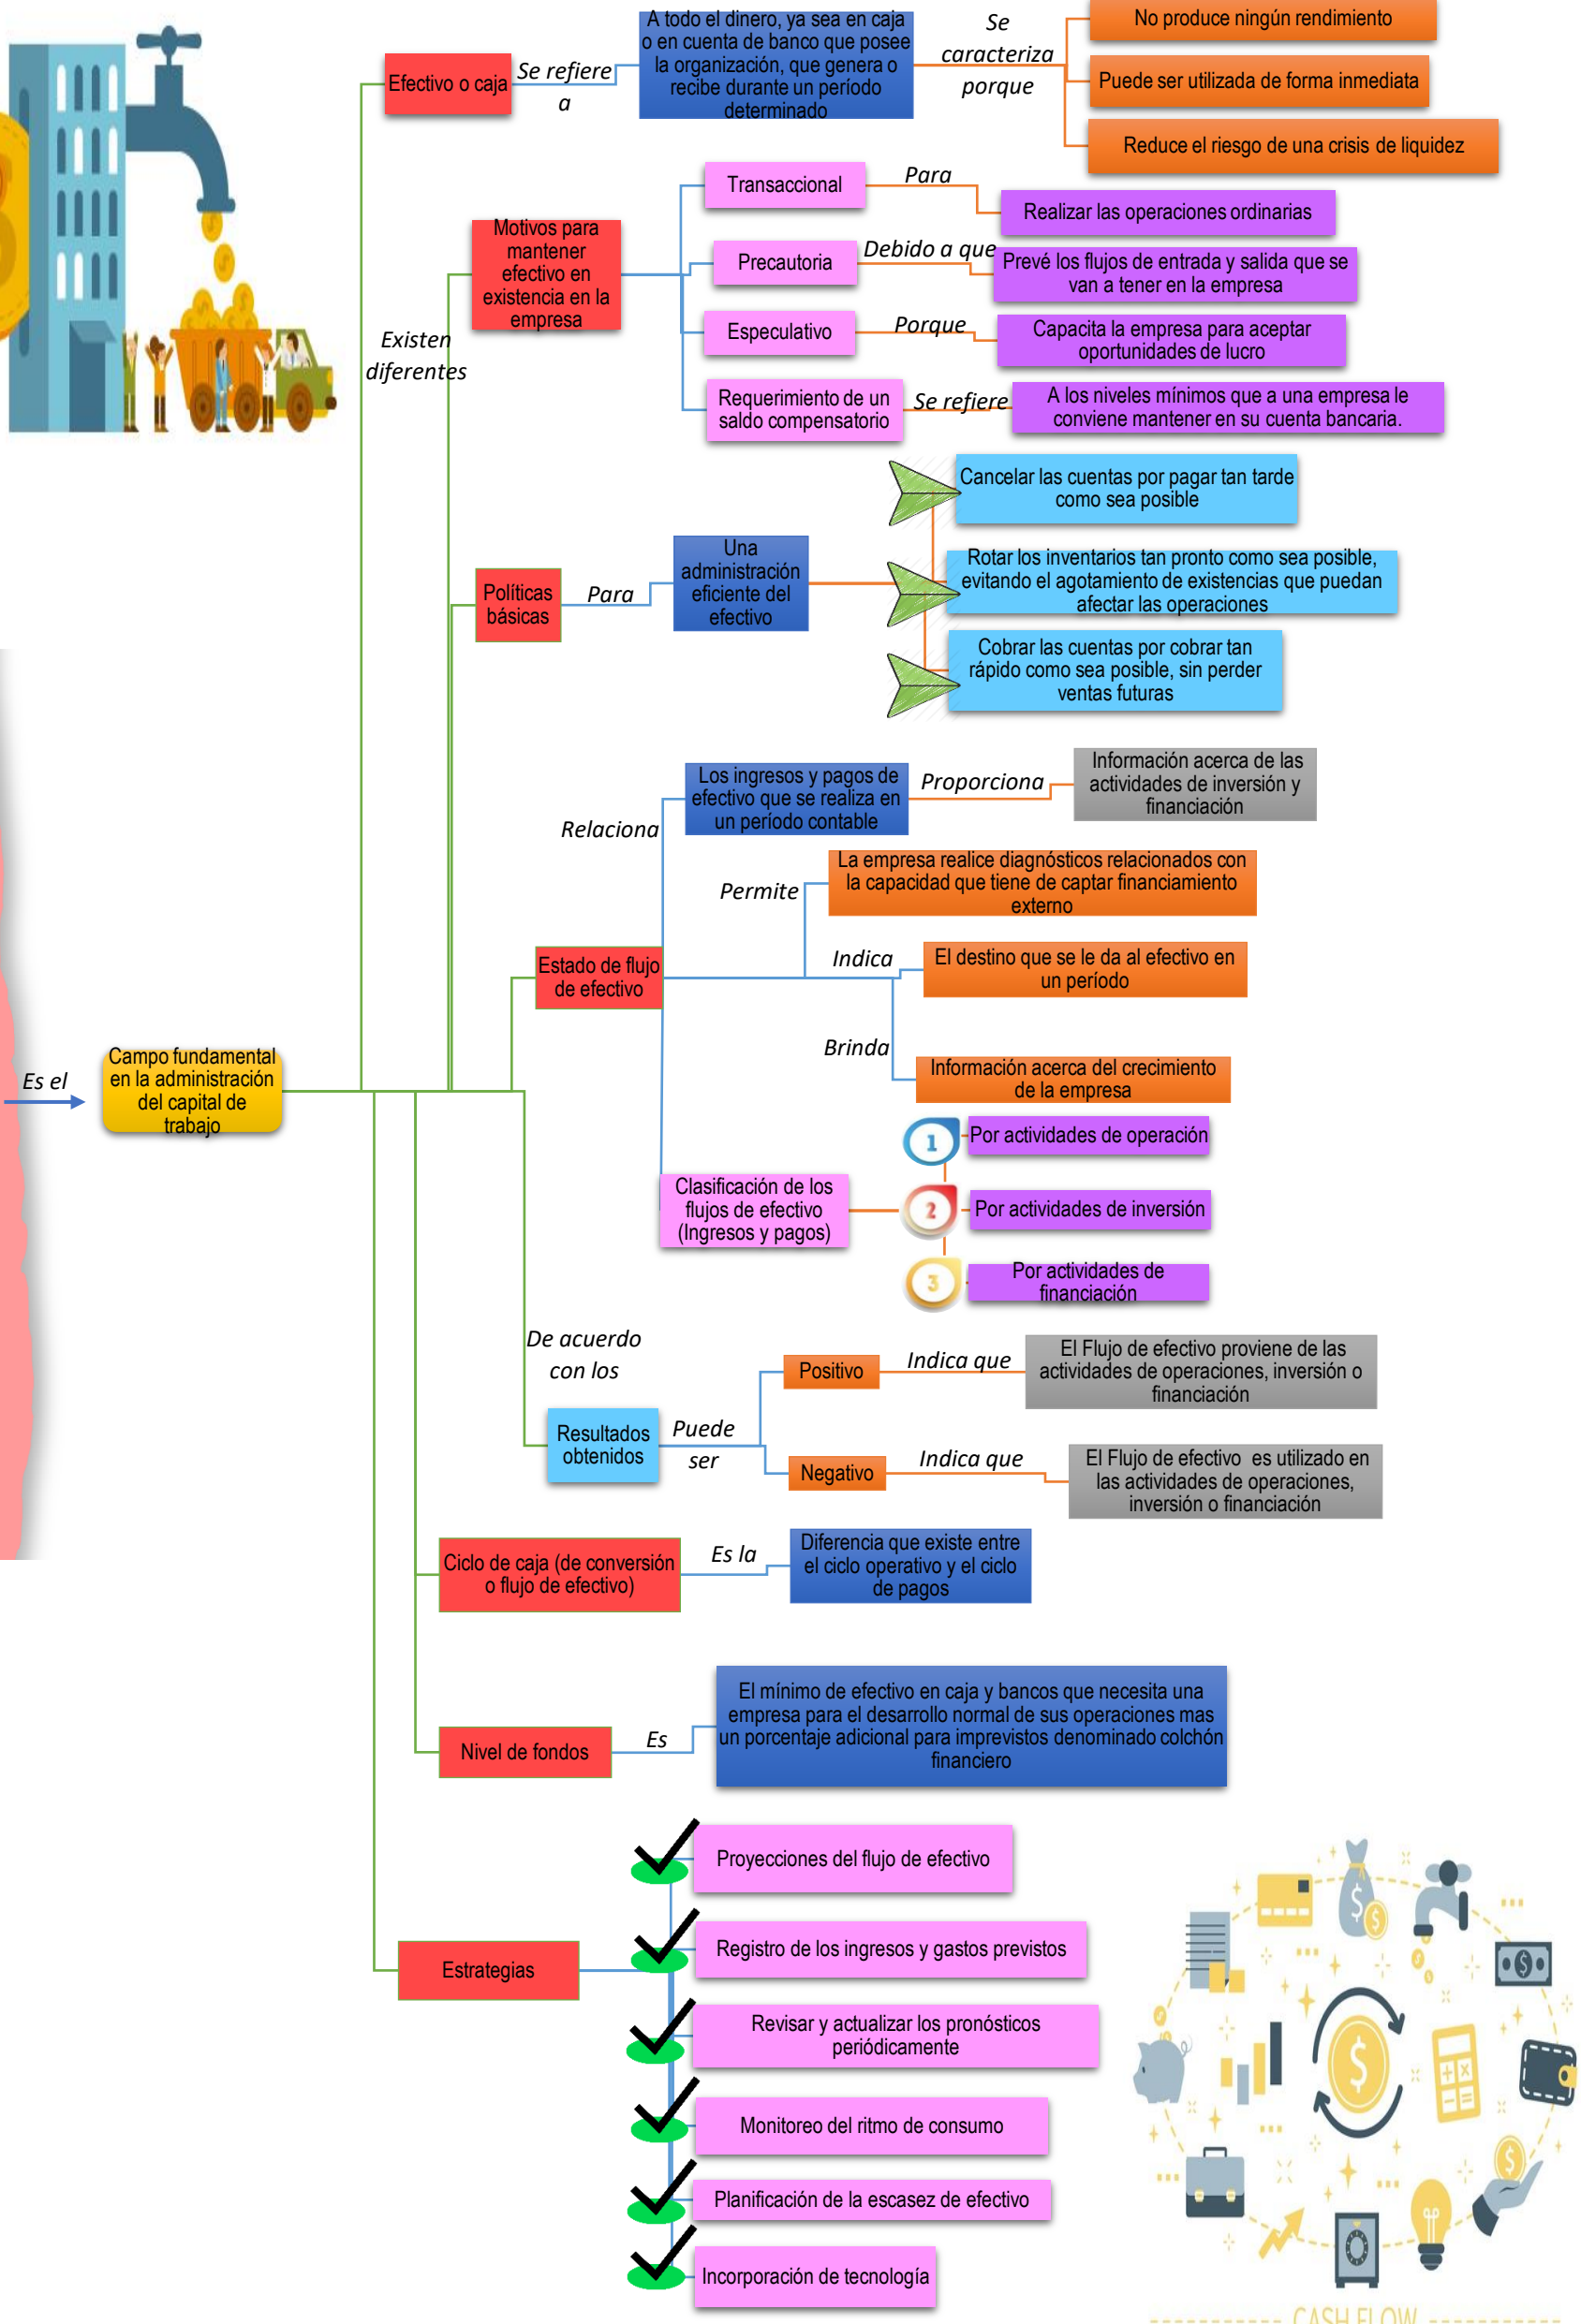 A todo el dinero, ya sea en caja
o en cuenta de banco que posee
la organización, que genera o
recibe durante un período
determinado
Efectivo o caja
Se refiere
a
Se
caracteriza
porque
No produce ningún rendimiento
Puede ser utilizada de forma inmediata
Reduce el riesgo de una crisis de liquidez
Existen
diferentes
Motivos para
mantener
efectivo en
existencia en la
empresa
Transaccional
Para
Realizar las operaciones ordinarias
Precautoria
Debido a que
Prevé los flujos de entrada y salida que se
van a tener en la empresa
Especulativo
Porque
Capacita la empresa para aceptar
oportunidades de lucro
Requerimiento de un
saldo compensatorio
Se refiere
A los niveles mínimos que a una empresa le
conviene mantener en su cuenta bancaria.
Políticas
básicas
Para
Una
administración
eficiente del
efectivo
Cancelar las cuentas por pagar tan tarde
como sea posible
Rotar los inventarios tan pronto como sea posible,
evitando el agotamiento de existencias que puedan
afectar las operaciones
Cobrar las cuentas por cobrar tan
rápido como sea posible, sin perder
ventas futuras
Es el
Campo fundamental
en la administración
del capital de
trabajo
Estado de flujo
de efectivo
Relaciona
Los ingresos y pagos de
efectivo que se realiza en
un período contable
Proporciona
Información acerca de las
actividades de inversión y
financiación
Permite
La empresa realice diagnósticos relacionados con
la capacidad que tiene de captar financiamiento
externo
Indica
El destino que se le da al efectivo en
un período
Brinda
Información acerca del crecimiento
de la empresa
Clasificación de los
flujos de efectivo
(Ingresos y pagos)
1
Por actividades de operación
2
Por actividades de inversión
3
Por actividades de
financiación
De acuerdo
con los
Resultados
obtenidos
Puede
ser
Positivo
Indica que
El Flujo de efectivo proviene de las
actividades de operaciones, inversión o
financiación
Negativo
Indica que
El Flujo de efectivo es utilizado en
las actividades de operaciones,
inversión o financiación
Ciclo de caja (de conversión
o flujo de efectivo)
Es la
Diferencia que existe entre
el ciclo operativo y el ciclo
de pagos
Nivel de fondos
Es
El mínimo de efectivo en caja y bancos que necesita una
empresa para el desarrollo normal de sus operaciones mas
un porcentaje adicional para imprevistos denominado colchón
financiero
Estrategias
Proyecciones del flujo de efectivo
Registro de los ingresos y gastos previstos
Revisar y actualizar los pronósticos
periódicamente
Monitoreo del ritmo de consumo
Planificación de la escasez de efectivo
Incorporación de tecnología
CASH FLOW